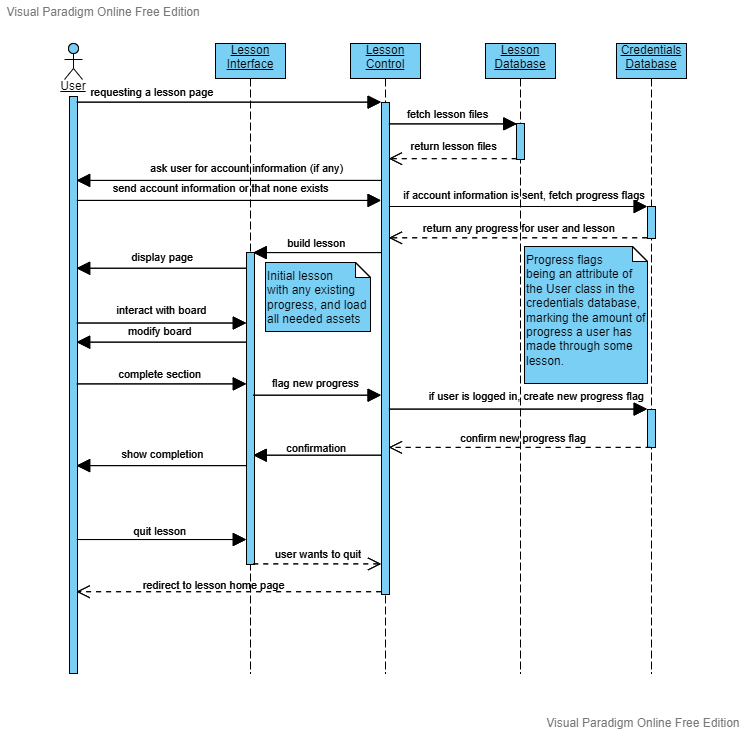 Visual Paradigm Online Free Edition
User
Lesson
Interface
Lesson
Control
Lesson
Database
Credentials
Database
requesting a lesson page
fetch lesson files
return lesson files
ask user for account information (if any)
send account information or that none exists
if account information is sent, fetch progress flags
return any progress for user and lesson
build lesson
display page
Initial lesson
with any existing
progress, and load
all needed assets
Progress flags
being an attribute of
the User class in the
credentials database,
marking the amount of
progress a user has
made through some
lesson.
interact with board
modify board
complete section
flag new progress
if user is logged in, create new progress flag
confirm new progress flag
confirmation
show completion
quit lesson
user wants to quit
redirect to lesson home page
Visual Paradigm Online Free Edition